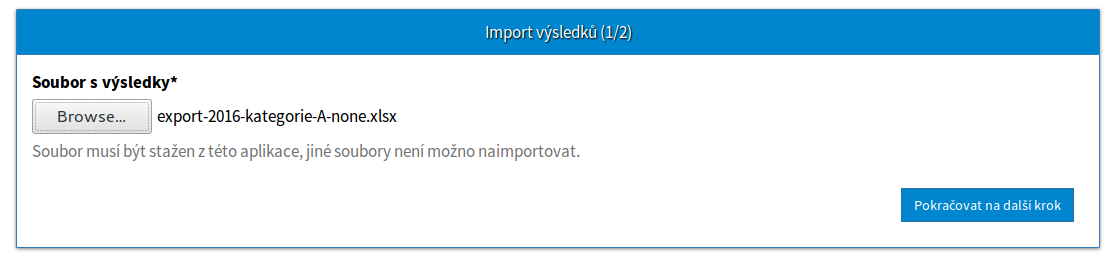 Import výsledků (1/2)
Soubor s výsledky*
Browse... export-2016-kategorie-A-none.xlsx
Soubor musí být stažen z této aplikace, jiné soubory není možno naimportovat.
Pokračovat na další krok